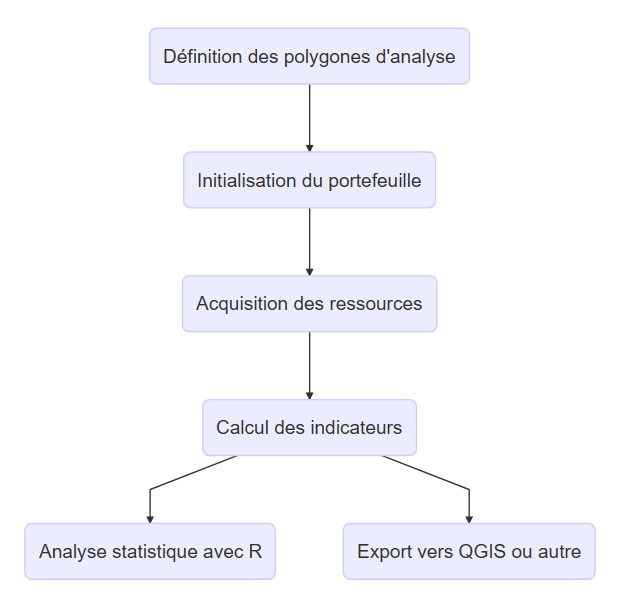 Définition des polygones d'analyse
Initialisation du portefeuille
Acquisition des ressources
Calcul des indicateurs
Analyse statistique avec R
Export vers QGIS ou autre